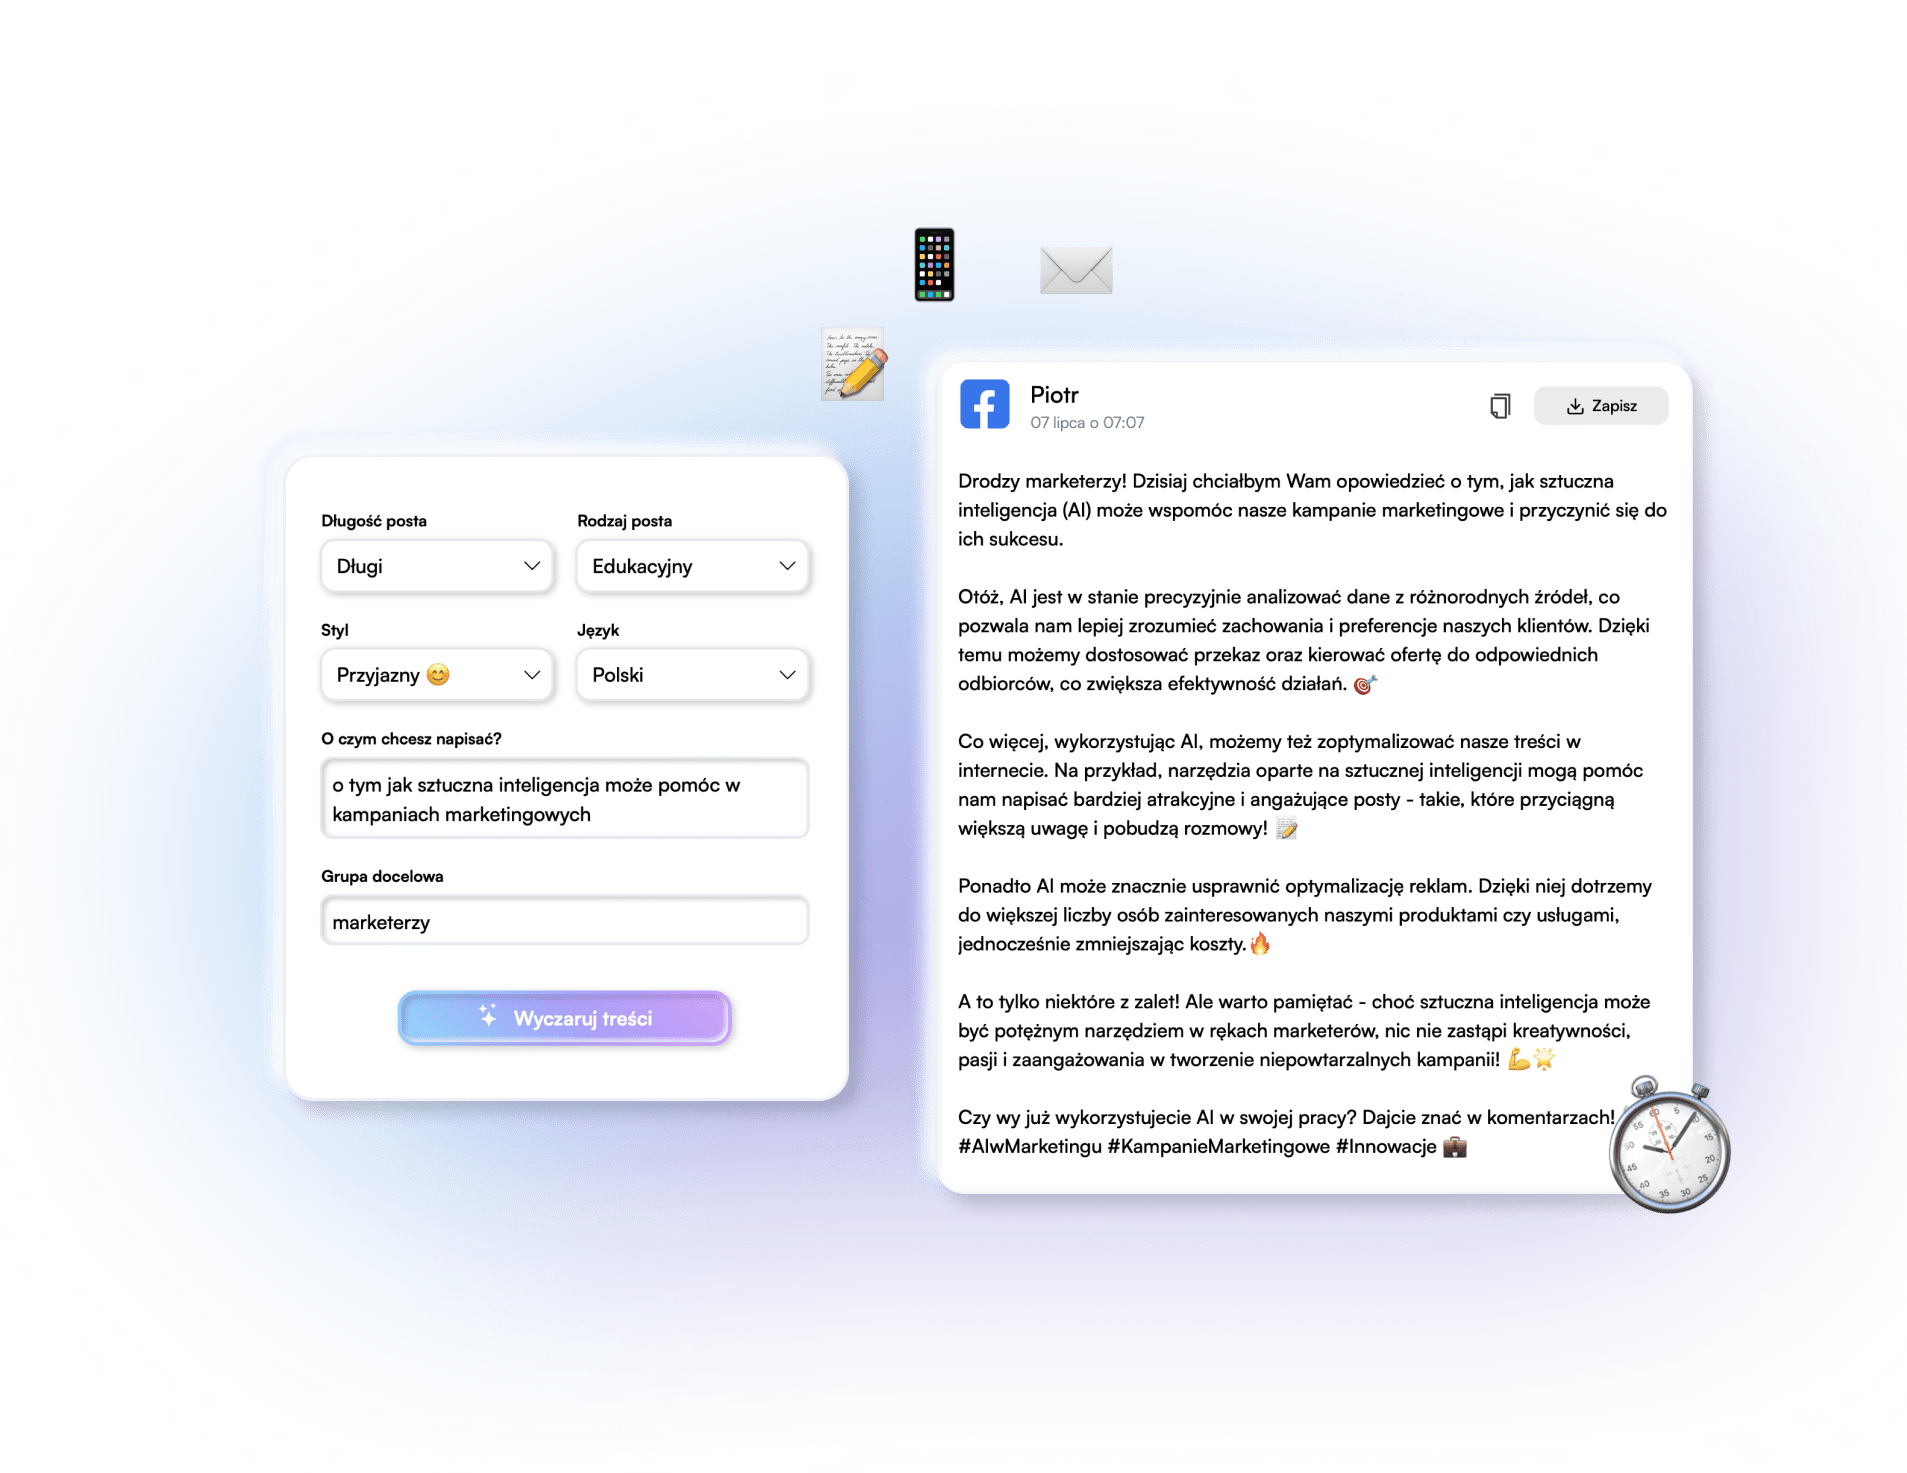 Długość posta
Rodzaj posta
Długi
Edukacyjny
Styl
Język
Przyjazny 😊
Polski
O czym chcesz napisać?
o tym jak sztuczna inteligencja może pomóc w
kampaniach marketingowych
Grupa docelowa
marketerzy
Wyczaruj treści
Piotr
07 lipca o 07:07
Zapisz
Drodzy marketerzy! Dzisiaj chciałbym Wam opowiedzieć o tym, jak sztuczna
inteligencja (AI) może wspomóc nasze kampanie marketingowe i przyczynić się do
ich sukcesu.
Otóż, AI jest w stanie precyzyjnie analizować dane z różnorodnych źródeł, co
pozwala nam lepiej zrozumieć zachowania i preferencje naszych klientów. Dzięki
temu możemy dostosować przekaz oraz kierować ofertę do odpowiednich
odbiorców, co zwiększa efektywność działań. 🎯
Co więcej, wykorzystując AI, możemy też zoptymalizować nasze treści w
internecie. Na przykład, narzędzia oparte na sztucznej inteligencji mogą pomóc
nam napisać bardziej atrakcyjne i angażujące posty - takie, które przyciągną
większą uwagę i pobudzą rozmowy! 📝
Ponadto AI może znacznie usprawnić optymalizację reklam. Dzięki niej dotrzemy
do większej liczby osób zainteresowanych naszymi produktami czy usługami,
jednocześnie zmniejszając koszty.🔥
A to tylko niektóre z zalet! Ale warto pamiętać - choć sztuczna inteligencja może
być potężnym narzędziem w rękach marketerów, nic nie zastąpi kreatywności,
pasji i zaangażowania w tworzenie niepowtarzalnych kampanii! 💪🌟
Czy wy już wykorzystujecie AI w swojej pracy? Dajcie znać w komentarzach!
#AIwMarketingu #KampanieMarketingowe #Innowacje 💼